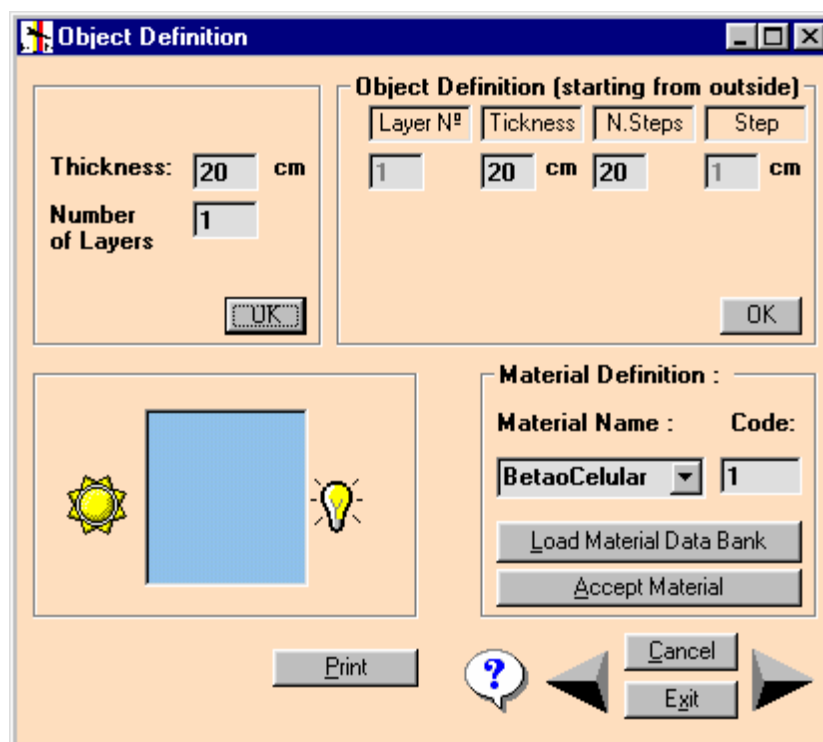 Object Definition
Thickness: 20 cm
Number
of Layers 1
OK
Object Definition (starting from outside)
Layer Nº Tickness N.Steps Step
1 20 cm 20 1 cm
OK
Material Definition :
Material Name : Code:
BetaoCelular 1
Load Material Data Bank
Accept Material
Print
?
Cancel
Exit